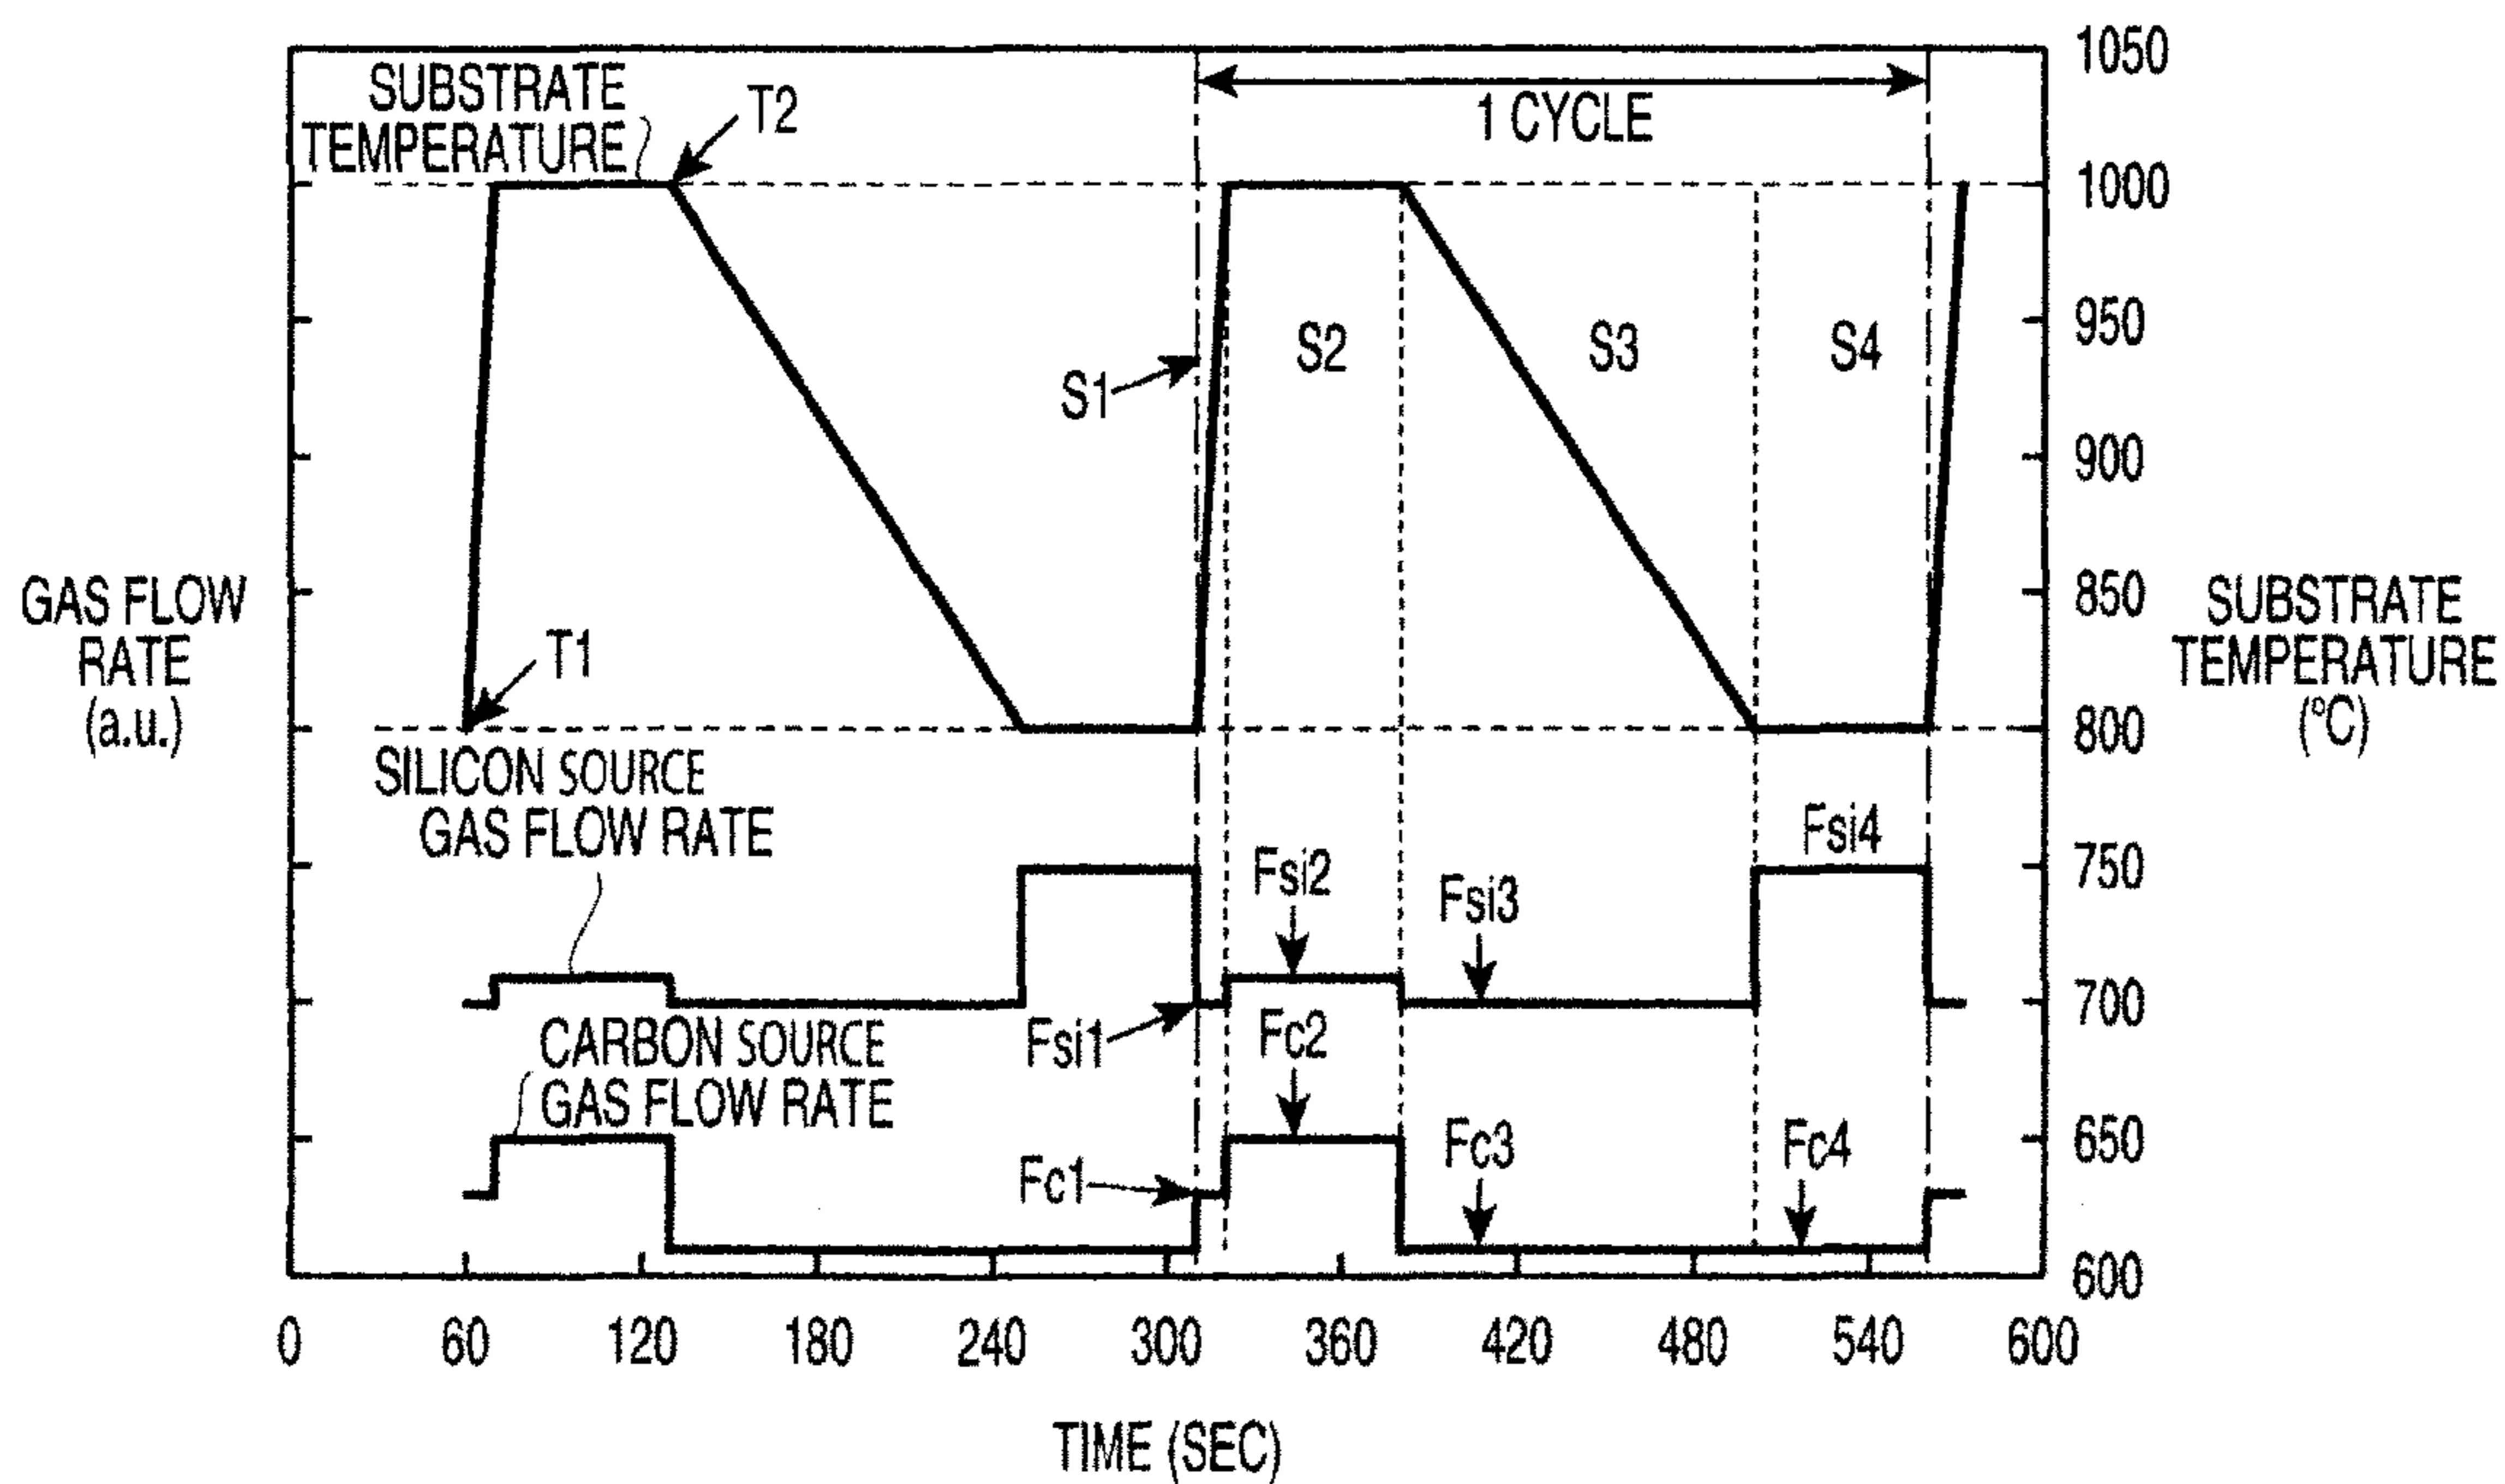 1050
SUBSTRATE
TEMPERATURE
T2
1 CYCLE
1000
950
S1
S2
S3
S4
900
GAS FLOW
RATE
(a.u.)
T1
850
SUBSTRATE
TEMPERATURE
(°C)
800
SILICON SOURCE
GAS FLOW RATE
750
Fsi1
Fsi2
Fsi3
Fsi4
700
CARBON SOURCE
GAS FLOW RATE
Fc1
Fc2
Fc3
Fc4
650
600
0 60 120 180 240 300 360 420 480 540 600
TIME (SEC)